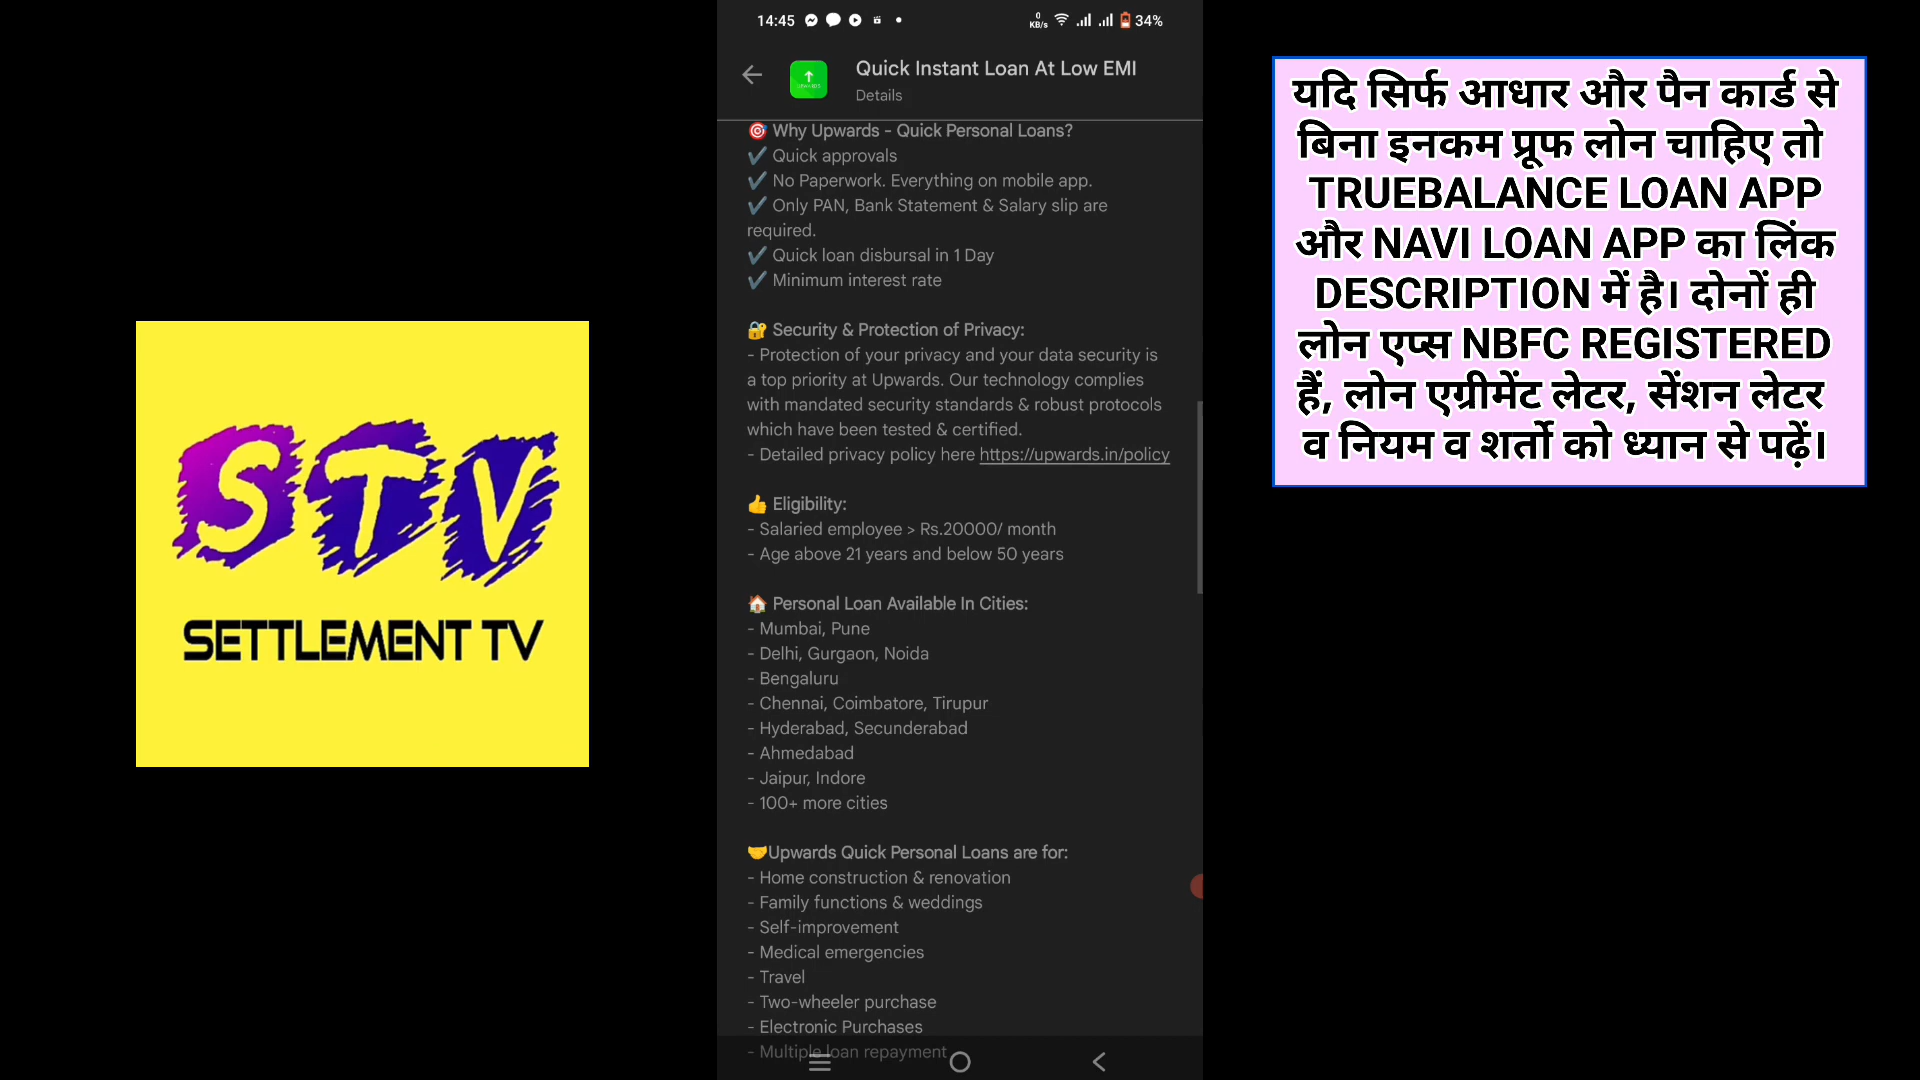 STV
SETTLEMENT TV
14:45
0
KB/s
34%
Quick Instant Loan At Low EMI
Details
🎯 Why Upwards - Quick Personal Loans?
✔️ Quick approvals
✔️ No Paperwork. Everything on mobile app.
✔️ Only PAN, Bank Statement & Salary slip are
required.
✔️ Quick loan disbursal in 1 Day
✔️ Minimum interest rate
🔐 Security & Protection of Privacy:
- Protection of your privacy and your data security is
a top priority at Upwards. Our technology complies
with mandated security standards & robust protocols
which have been tested & certified.
- Detailed privacy policy here https://upwards.in/policy
👍 Eligibility:
- Salaried employee > Rs.20000/ month
- Age above 21 years and below 50 years
🏠 Personal Loan Available In Cities:
- Mumbai, Pune
- Delhi, Gurgaon, Noida
- Bengaluru
- Chennai, Coimbatore, Tirupur
- Hyderabad, Secunderabad
- Ahmedabad
- Jaipur, Indore
- 100+ more cities
🤝Upwards Quick Personal Loans are for:
- Home construction & renovation
- Family functions & weddings
- Self-improvement
- Medical emergencies
- Travel
- Two-wheeler purchase
- Electronic Purchases
- Multiple loan repayment
यदि सिर्फ आधार और पैन कार्ड से
बिना इनकम प्रूफ लोन चाहिए तो
TRUEBALANCE LOAN APP
और NAVI LOAN APP का लिंक
DESCRIPTION में है। दोनों ही
लोन एप्स NBFC REGISTERED
हैं, लोन एग्रीमेंट लेटर, सेंशन लेटर
व नियम व शर्तो को ध्यान से पढ़ें।